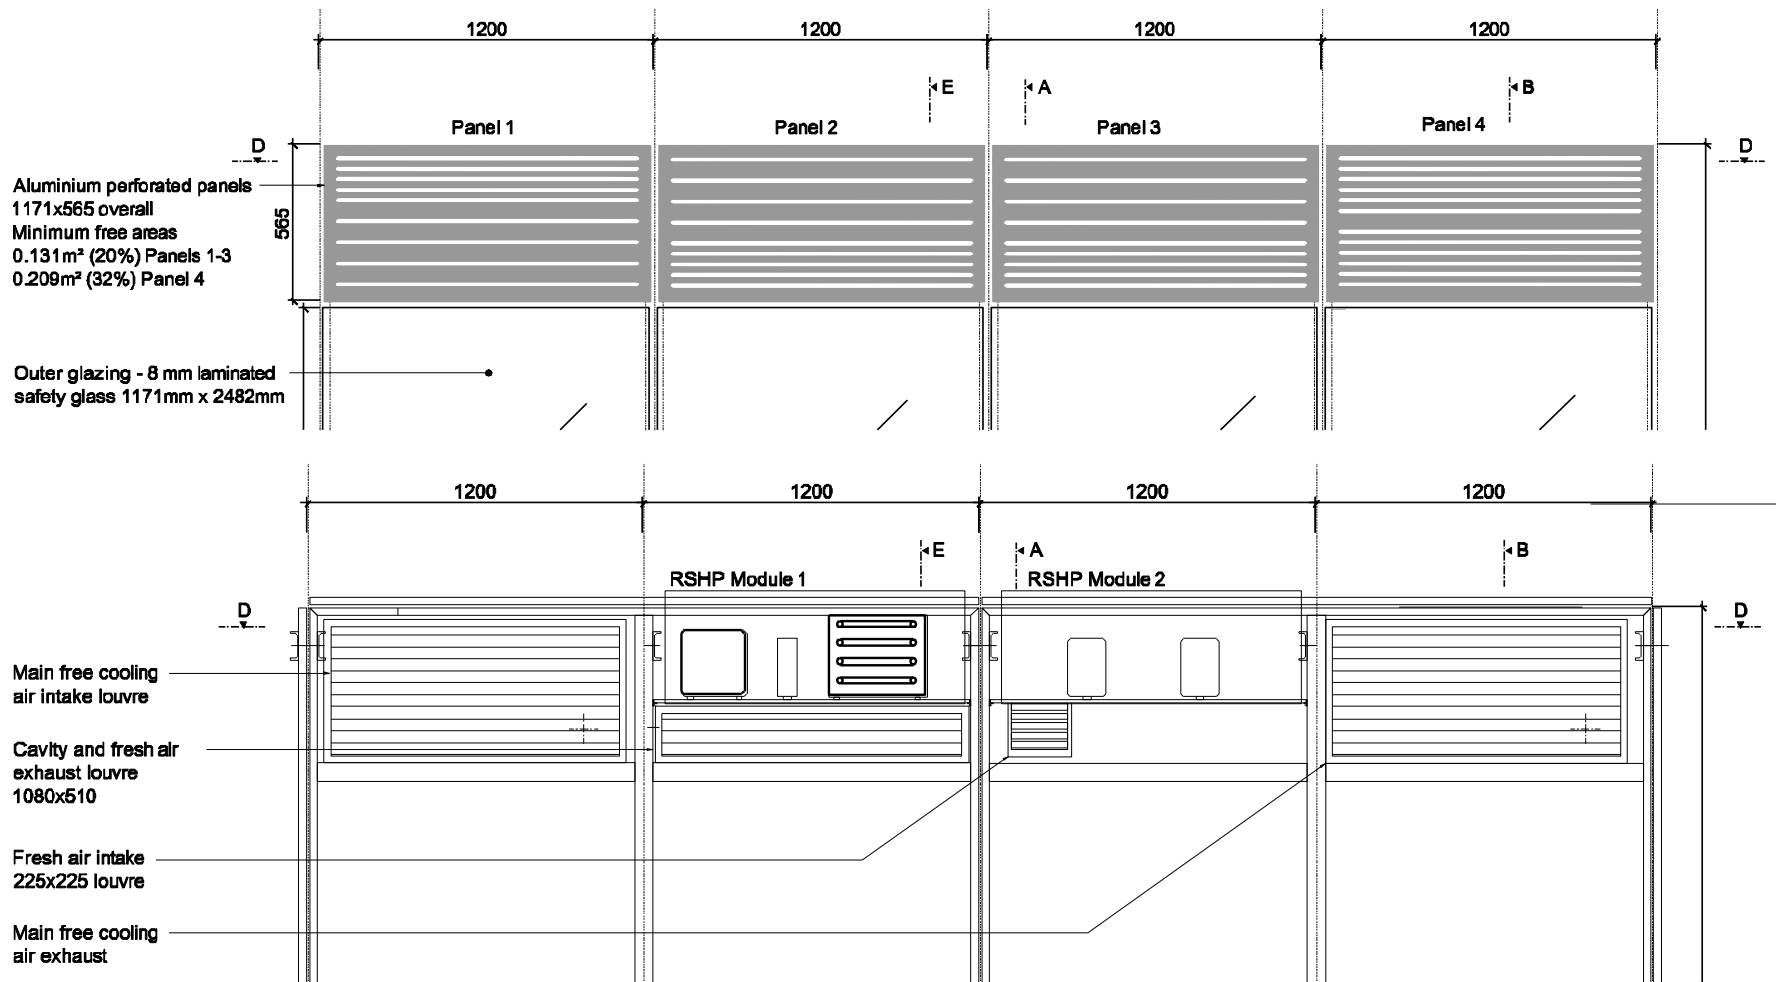 1200 1200 1200 1200
E A B
Panel 1 Panel 2 Panel 3 Panel 4
D D
Aluminium perforated panels
1171x565 overall
Minimum free areas
0.131m² (20%) Panels 1-3
0.209m² (32%) Panel 4
565
Outer glazing - 8 mm laminated
safety glass 1171mm x 2482mm
1200 1200 1200 1200
E A B
RSHP Module 1 RSHP Module 2
D D
Main free cooling
air intake louvre
Cavity and fresh air
exhaust louvre
1080x510
Fresh air intake
225x225 louvre
Main free cooling
air exhaust